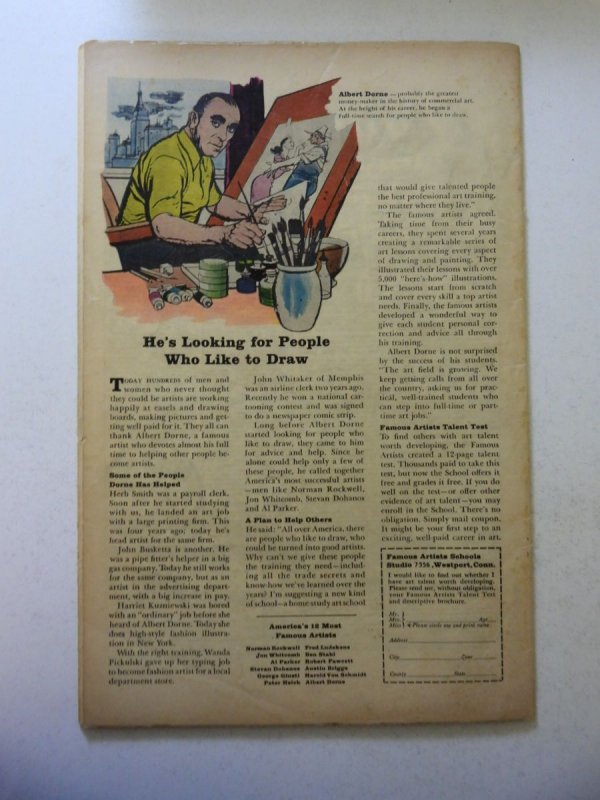 Albert Dorne — probably the greatest
money-maker in the history of commercial art.
At the height of his career, he began a
full-time search for people who like to draw.
He's Looking for People
Who Like to Draw
TODAY HUNDREDS of men and
women who never thought
they could be artists are working
happily at easels and drawing
boards, making pictures and get-
ting well paid for it. They all can
thank Albert Dorne, a famous
artist who devotes almost his full
time to helping other people be-
come artists.
Some of the People
Dorne Has Helped
Herb Smith was a payroll clerk.
Soon after he started studying
with us, he landed an art job
with a large printing firm. This
was four years ago; today he's
head artist for the same firm.
John Busketta is another. He
was a pipe fitter's helper in a big
gas company. Today he still works
for the same company, but as an
artist in the advertising depart-
ment, with a big increase in pay.
Harriet Kuzniewski was bored
with an "ordinary" job before she
heard of Albert Dorne. Today she
does high-style fashion illustra-
tion in New York.
With the right training, Wanda
Pickulski gave up her typing job
to become fashion artist for a local
department store.
John Whitaker of Memphis
was an airline clerk two years ago.
Recently he won a national car-
tooning contest and was signed
to do a newspaper comic strip.
Long before Albert Dorne
started looking for people who
like to draw, they came to him
for advice and help. Since he
alone could help only a few of
these people, he called together
America's most successful artists
—men like Norman Rockwell,
Jon Whitcomb, Stevan Dohanos
and Al Parker.
A Plan to Help Others
He said: "All over America, there
are people who like to draw, who
could be turned into good artists.
Why can't we give these people
the training they need—includ-
ing all the trade secrets and
know-how we've learned over the
years? I'm suggesting a new kind
of school—a home study art school
America's 12 Most
Famous Artists
Norman Rockwell Fred Ludekens
Jon Whitcomb Ben Stahl
Al Parker Robert Fawcett
Stevan Dohanos Austin Briggs
George Giusti Harold Von Schmidt
Peter Helck Albert Dorne
that would give talented people
the best professional art training,
no matter where they live."
The famous artists agreed.
Taking time from their busy
careers, they spent several years
creating a remarkable series of
art lessons covering every aspect
of drawing and painting. They
illustrated their lessons with over
5,000 "here's-how" illustrations.
The lessons start from scratch
and cover every skill a top artist
needs. Finally, the famous artists
developed a wonderful way to
give each student personal cor-
rection and advice all through
his training.
Albert Dorne is not surprised
by the success of his students.
"The art field is growing. We
keep getting calls from all over
the country, asking us for prac-
tical, well-trained students who
can step into full-time or part-
time art jobs."
Famous Artists Talent Test
To find others with art talent
worth developing, the Famous
Artists created a 12-page talent
test. Thousands paid to take this
test, but now the School offers it
free and grades it free. If you do
well on the test—or offer other
evidence of art talent—you may
enroll in the School. There's no
obligation. Simply mail coupon.
It might be your first step to an
exciting, well-paid career in art.
Famous Artists Schools
Studio 7356, Westport, Conn.
I would like to find out whether I
have art talent worth developing.
Please send me, without obligation,
your Famous Artists Talent Test
and descriptive brochure.
Mr.
Mrs. Age
Miss (Please circle one and print name)
Address
City Zone
County State